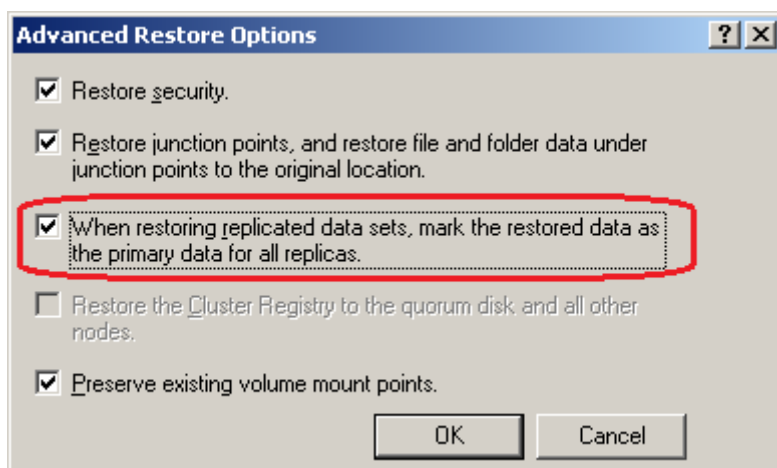 Advanced Restore Options
Restore security.
Restore junction points, and restore file and folder data under
junction points to the original location.
When restoring replicated data sets, mark the restored data as
the primary data for all replicas.
Restore the Cluster Registry to the quorum disk and all other
nodes.
Preserve existing volume mount points.
OK Cancel